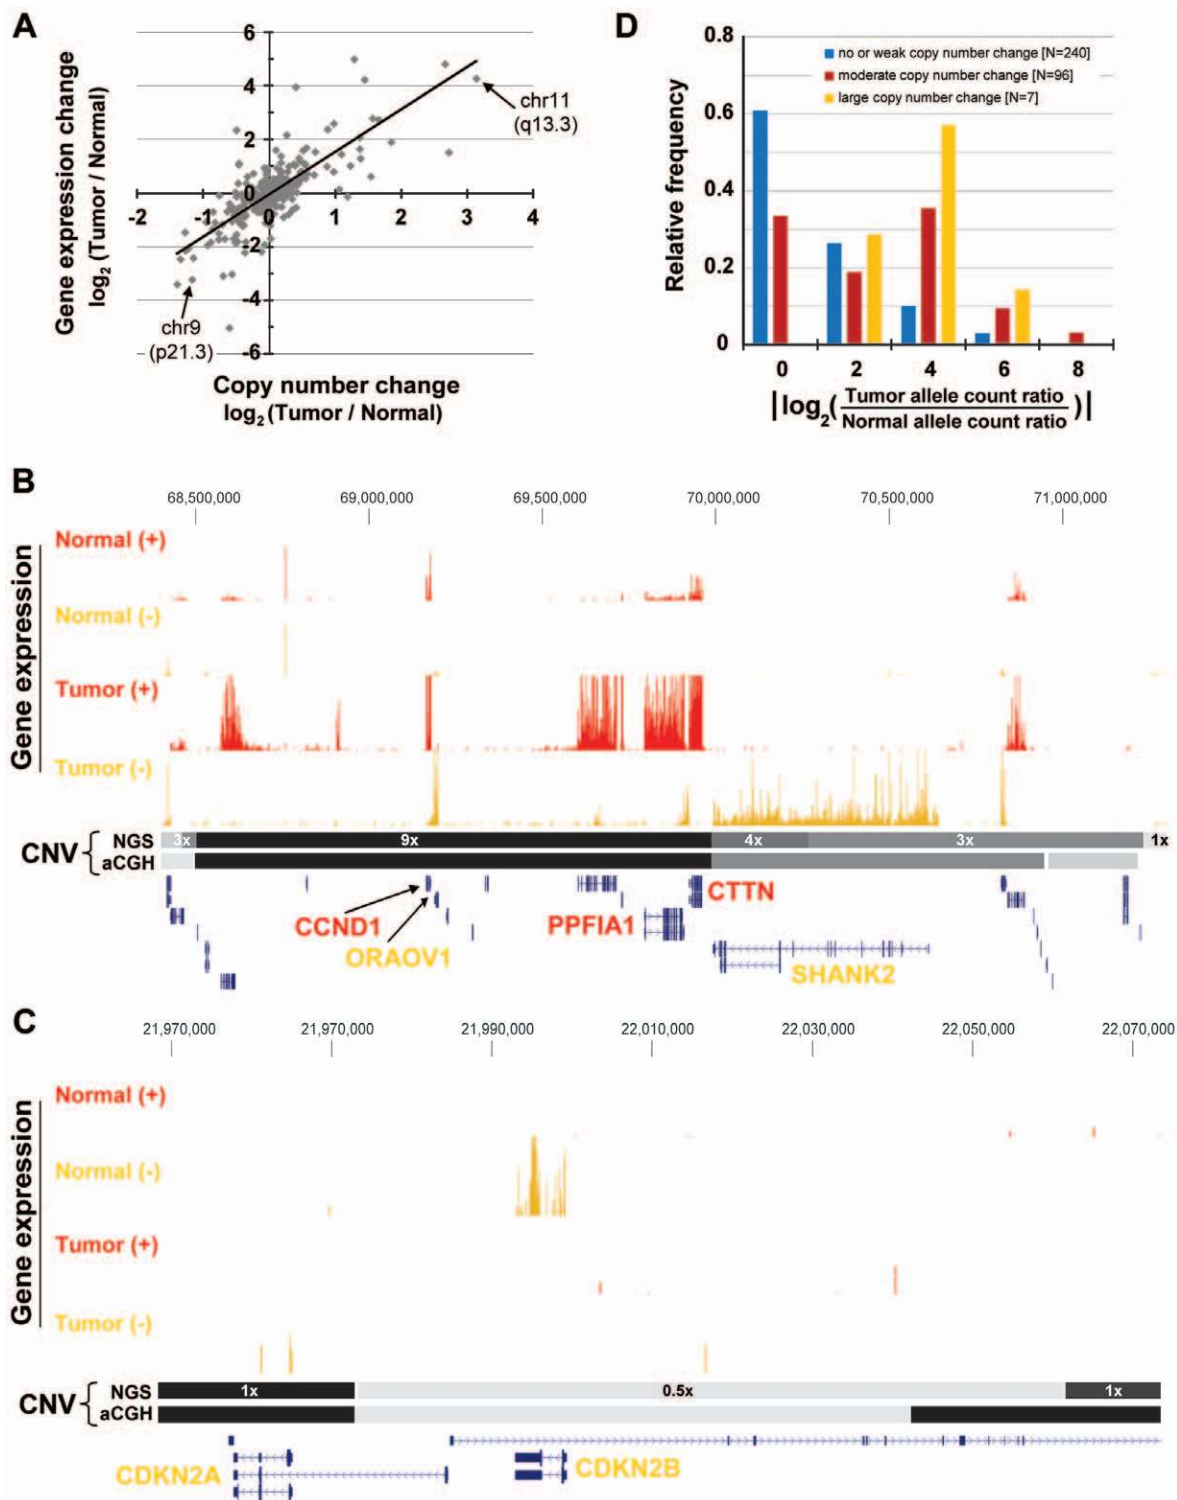 A
Gene expression change
log2 (Tumor / Normal)
6
4
2
0
-2
-4
-6
-2 -1 0 1 2 3 4
chr11
(q13.3)
chr9
(p21.3)
Copy number change
log2 (Tumor / Normal)
D
Relative frequency
0.8
0.6
0.4
0.2
0
no or weak copy number change [N=240]
moderate copy number change [N=96]
large copy number change [N=7]
0 2 4 6 8
|log2(Tumor allele count ratio
Normal allele count ratio)|
B
68,500,000 69,000,000 69,500,000 70,000,000 70,500,000 71,000,000
Gene expression
Normal (+)
Normal (-)
Tumor (+)
Tumor (-)
CNV { NGS 3x 9x 4x 3x 1x
aCGH
CCND1
ORAOV1
PPFIA1
CTTN
SHANK2
C
21,970,000 21,970,000 21,990,000 22,010,000 22,030,000 22,050,000 22,070,000
Gene expression
Normal (+)
Normal (-)
Tumor (+)
Tumor (-)
CNV { NGS 1x 0.5x 1x
aCGH
CDKN2A
CDKN2B